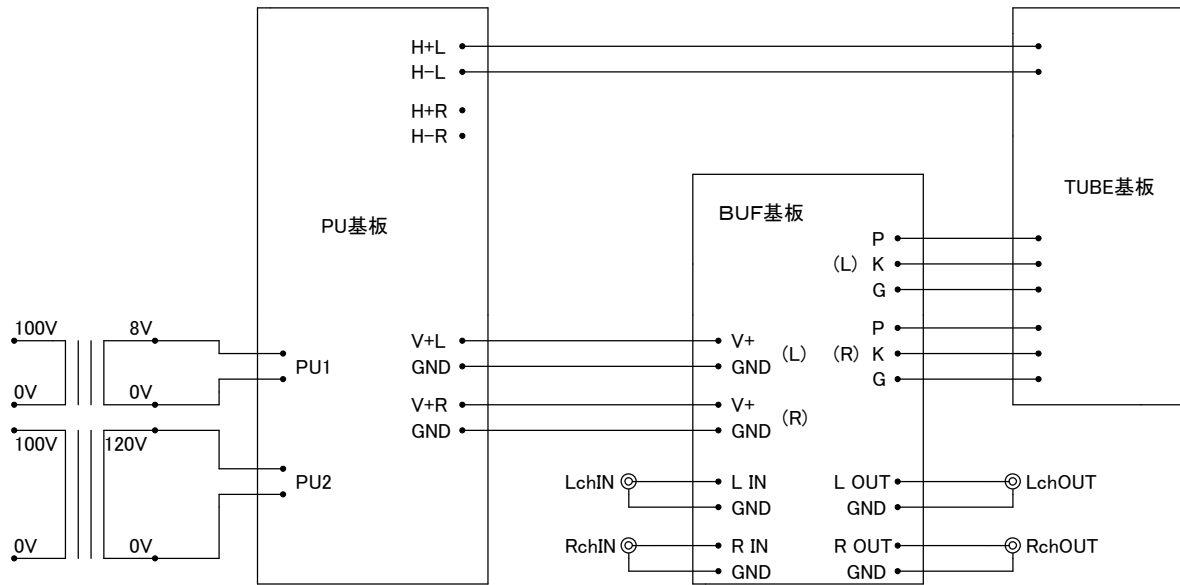 H+L
H-L
H+R
H-R
PU基板
BUF基板
TUBE基板
P
(L) K
G
P
(R) K
G
100V 8V
0V 0V
PU1
100V 120V
0V 0V
PU2
V+L
GND
V+R
GND
V+
GND (L)
V+
GND (R)
LchIN
L IN
GND
RchIN
R IN
GND
L OUT
GND
LchOUT
R OUT
GND
RchOUT